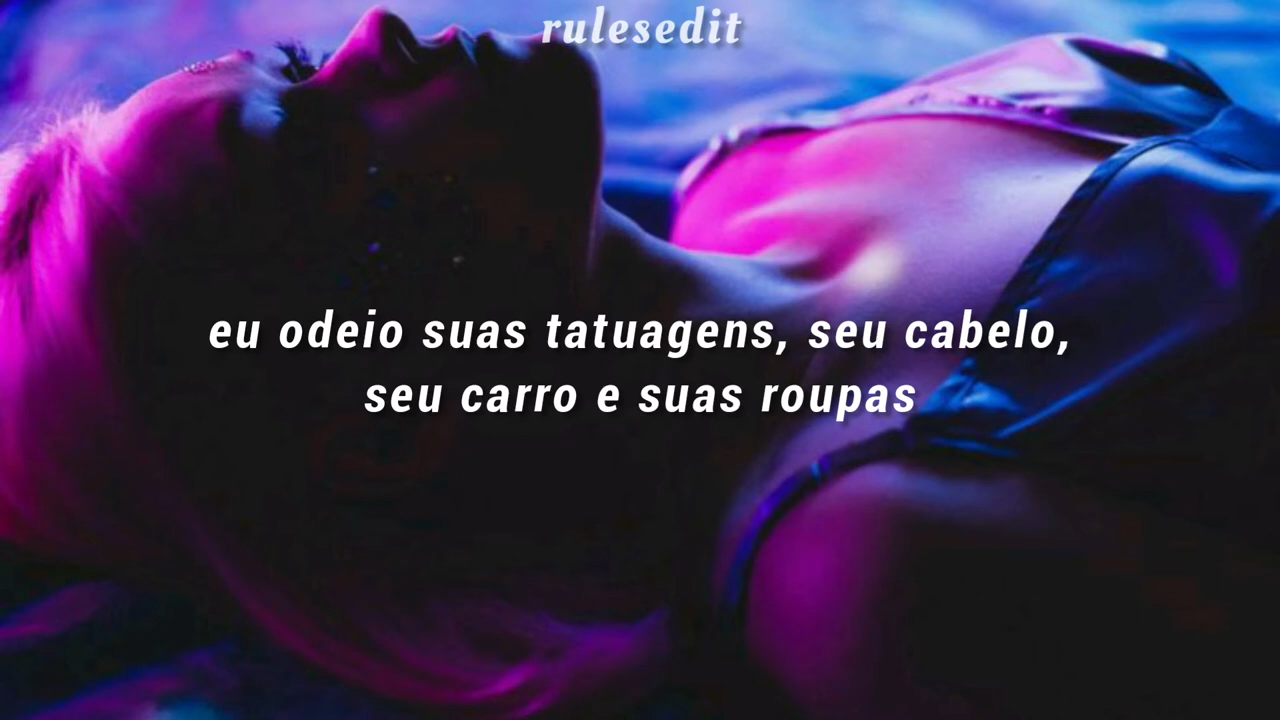 rulesedit
eu odeio suas tatuagens, seu cabelo,
seu carro e suas roupas